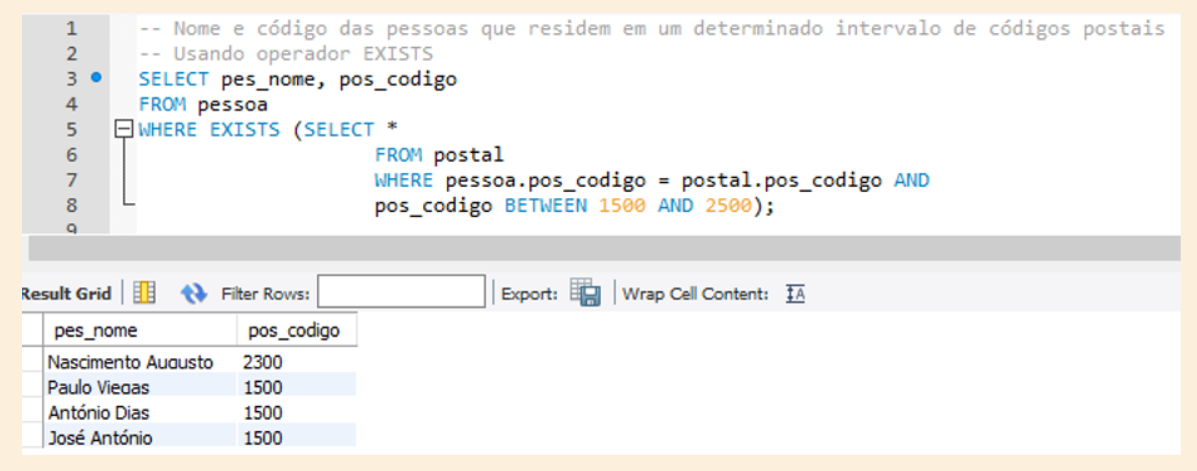 1 -- Nome e código das pessoas que residem em um determinado intervalo de códigos postais
2 -- Usando operador EXISTS
3 SELECT pes_nome, pos_codigo
4 FROM pessoa
5 WHERE EXISTS (SELECT *
6 FROM postal
7 WHERE pessoa.pos_codigo = postal.pos_codigo AND
8 pos_codigo BETWEEN 1500 AND 2500);
9
Result Grid Filter Rows: Export: Wrap Cell Content: IA
pes_nome pos_codigo
Nascimento Augusto 2300
Paulo Viegas 1500
António Dias 1500
José António 1500